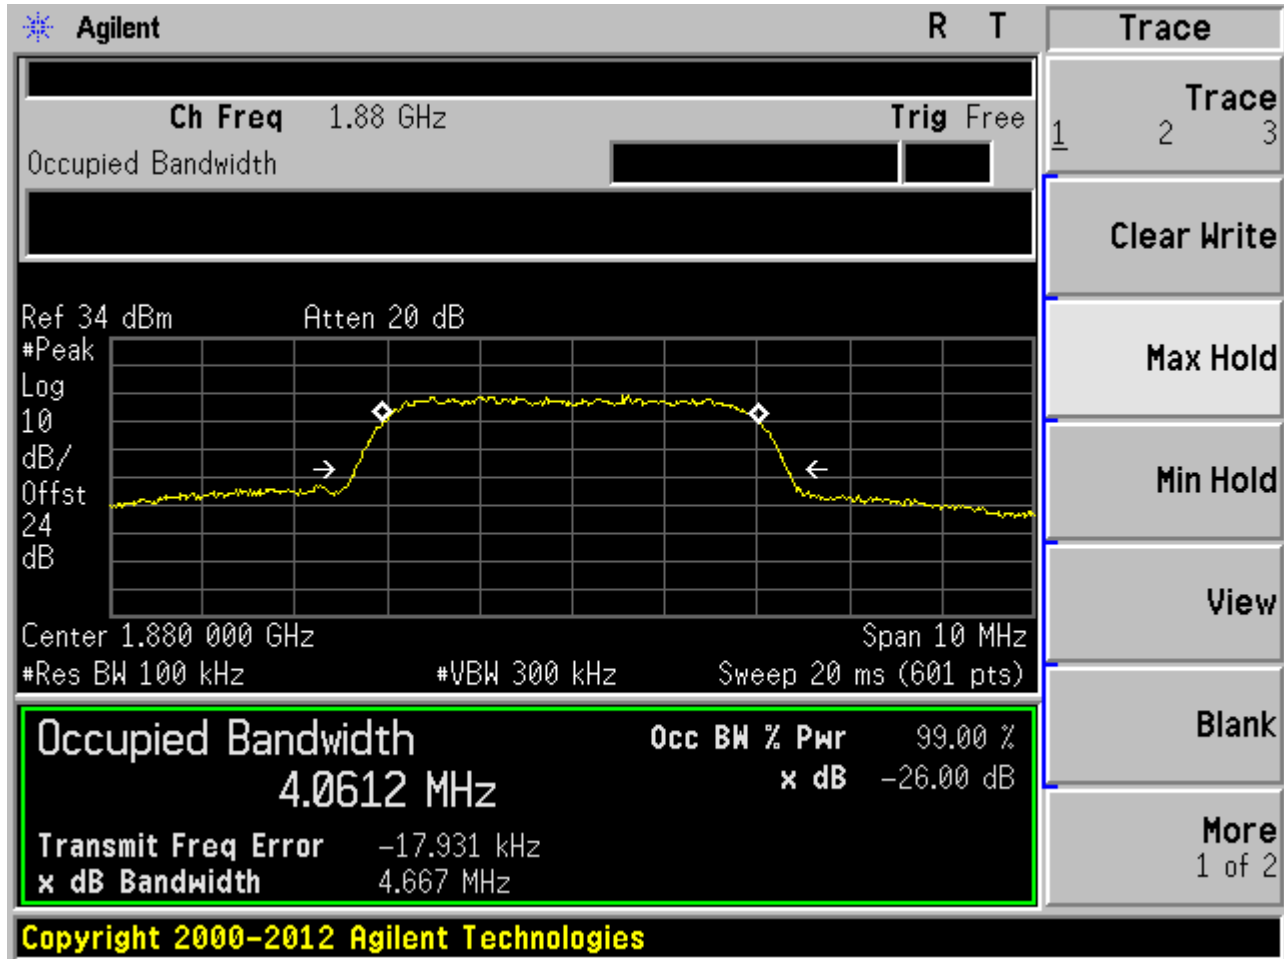 Agilent R T
Trace
Ch Freq 1.88 GHz Trig Free
Occupied Bandwidth
Trace
1 2 3
Clear Write
Max Hold
Min Hold
View
Blank
More
1 of 2
Ref 34 dBm Atten 20 dB
#Peak
Log
10
dB/
Offst
24
dB
Center 1.880 000 GHz Span 10 MHz
#Res BW 100 kHz #VBW 300 kHz Sweep 20 ms (601 pts)
Occupied Bandwidth Occ BW % Pwr 99.00 %
4.0612 MHz x dB -26.00 dB
Transmit Freq Error -17.931 kHz
x dB Bandwidth 4.667 MHz
Copyright 2000-2012 Agilent Technologies